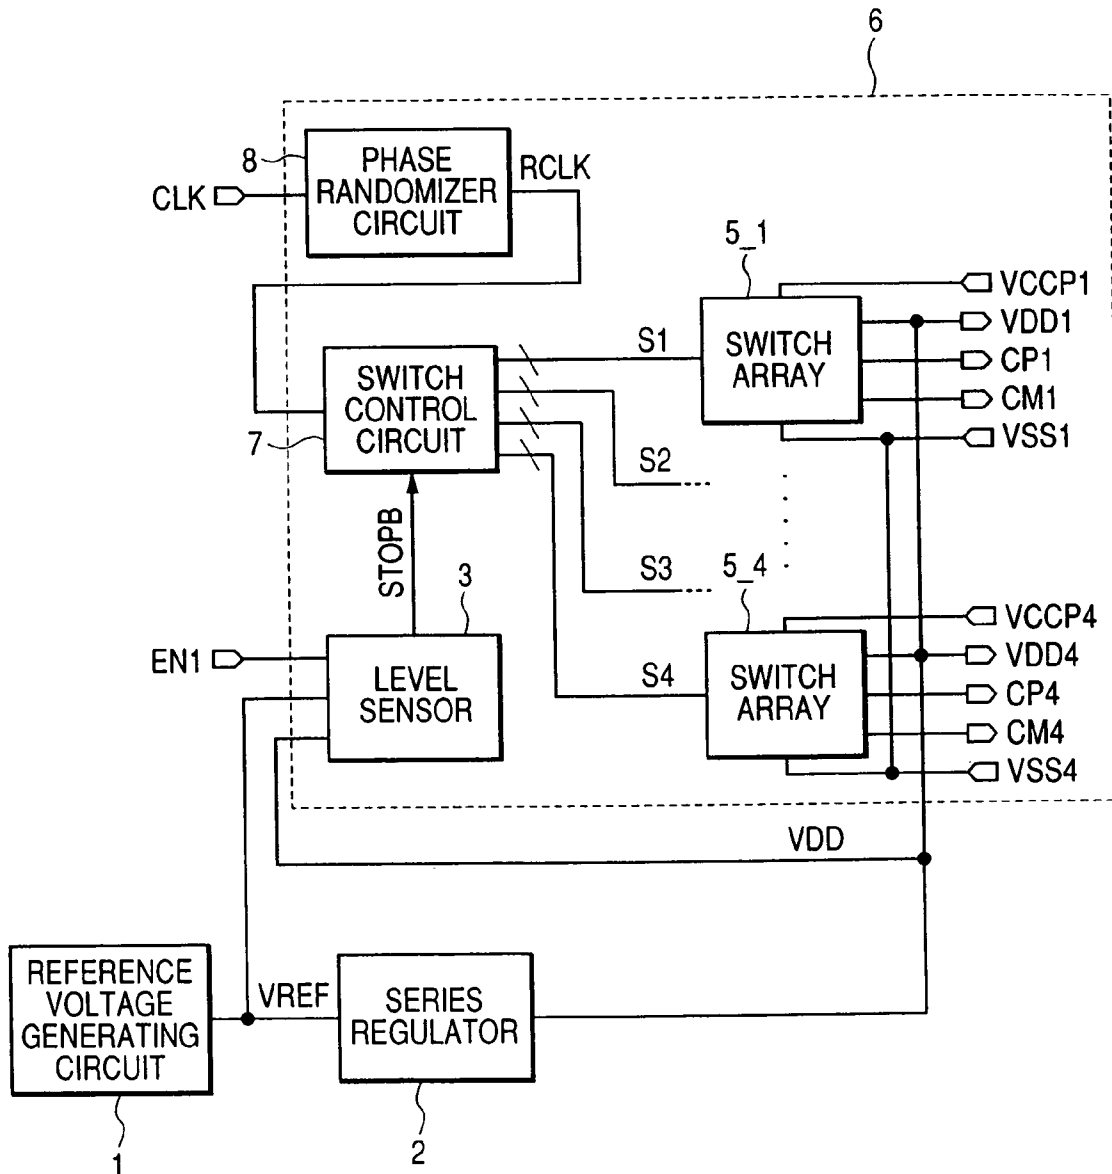 6
8
PHASE
RANDOMIZER
CIRCUIT
RCLK
CLK
5_1
VCCP1
VDD1
CP1
CM1
VSS1
SWITCH
ARRAY
S1
SWITCH
CONTROL
CIRCUIT
7
S2
S3
STOPB
3
5_4
VCCP4
VDD4
CP4
CM4
VSS4
EN1
LEVEL
SENSOR
S4
SWITCH
ARRAY
VDD
REFERENCE
VOLTAGE
GENERATING
CIRCUIT
VREF
SERIES
REGULATOR
1
2